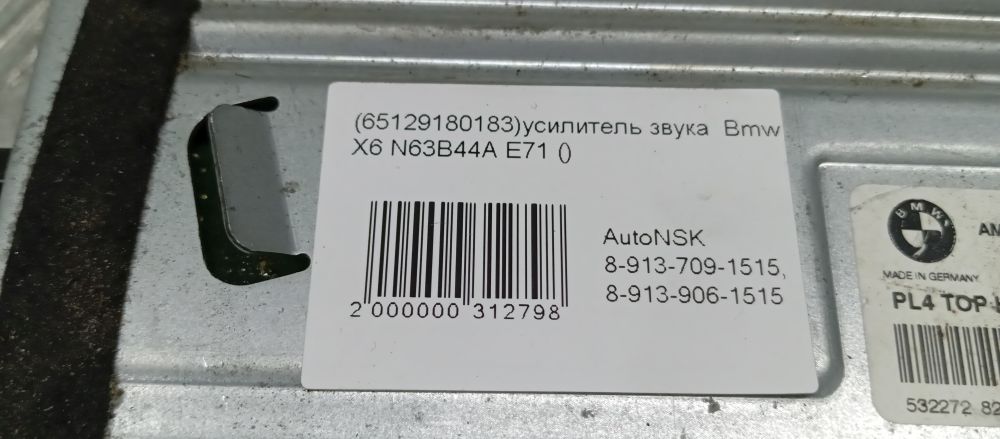 (65129180183)усилитель звука Bmw
X6 N63B44A E71 ()
AutoNSK
8-913-709-1515,
8-913-906-1515
2 000000 312798
BMW
MADE IN GERMANY
PL4 TOP
532272 82